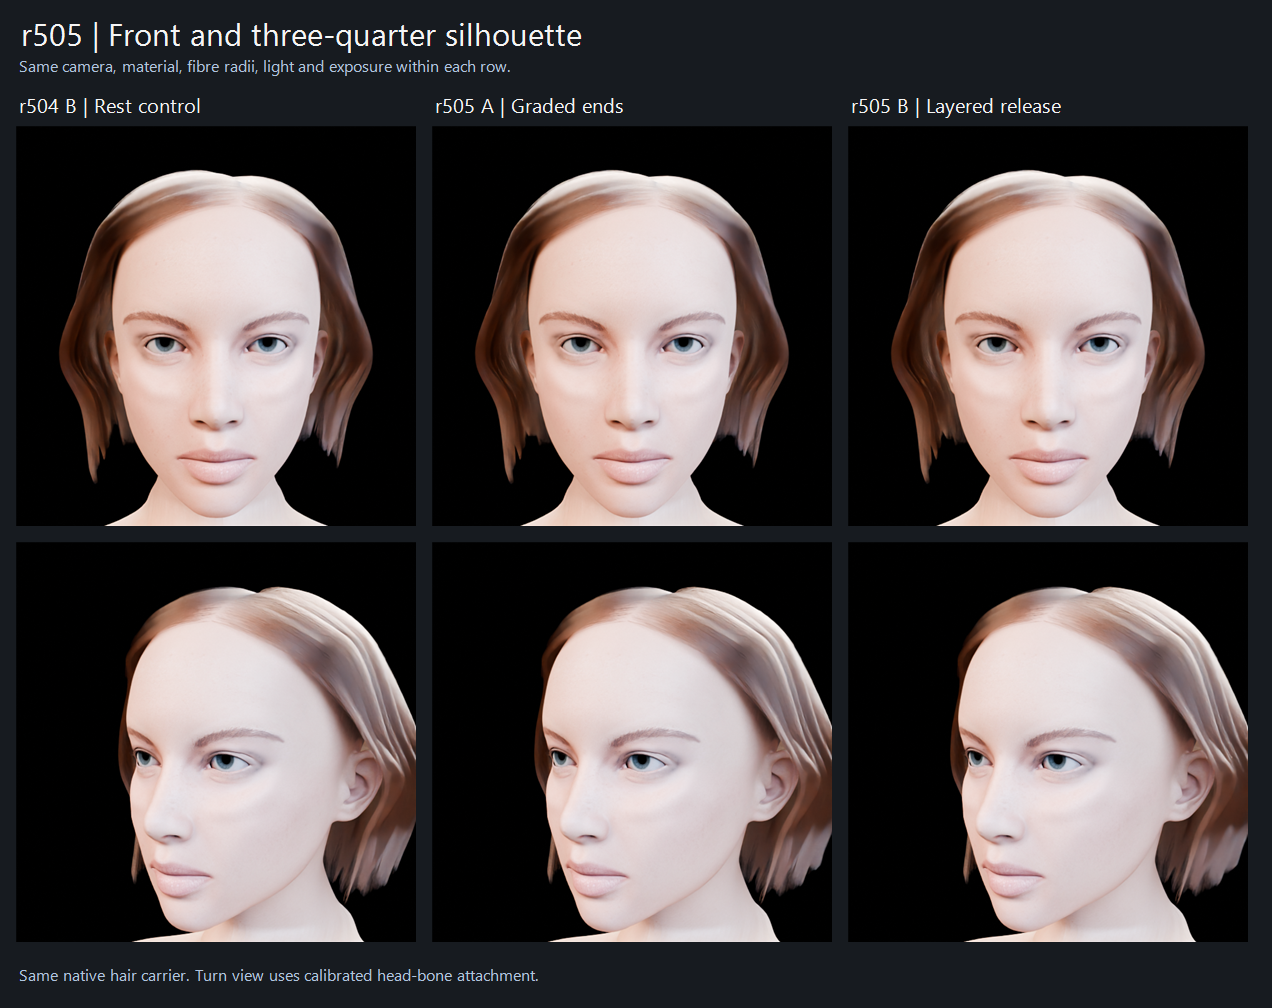 r505 | Front and three-quarter silhouette
Same camera, material, fibre radii, light and exposure within each row.
r504 B | Rest control
r505 A | Graded ends
r505 B | Layered release
Same native hair carrier. Turn view uses calibrated head-bone attachment.